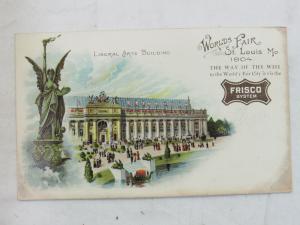 LIBERAL ARTS BUILDING
WORLDS FAIR
ST. LOUIS MO
1904
THE WAY OF THE WISE
to the World's Fair City is via the
FRISCO
SYSTEM